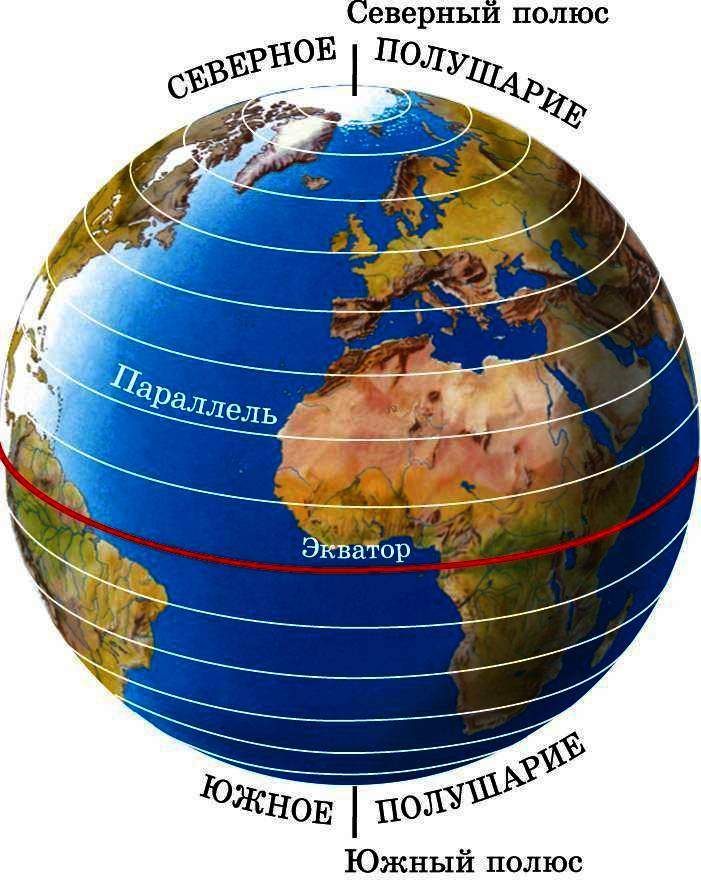 Северный полюс
СЕВЕРНОЕ ПОЛУШАРИЕ
Параллель
Экватор
ЮЖНОЕ ПОЛУШАРИЕ
Южный полюс